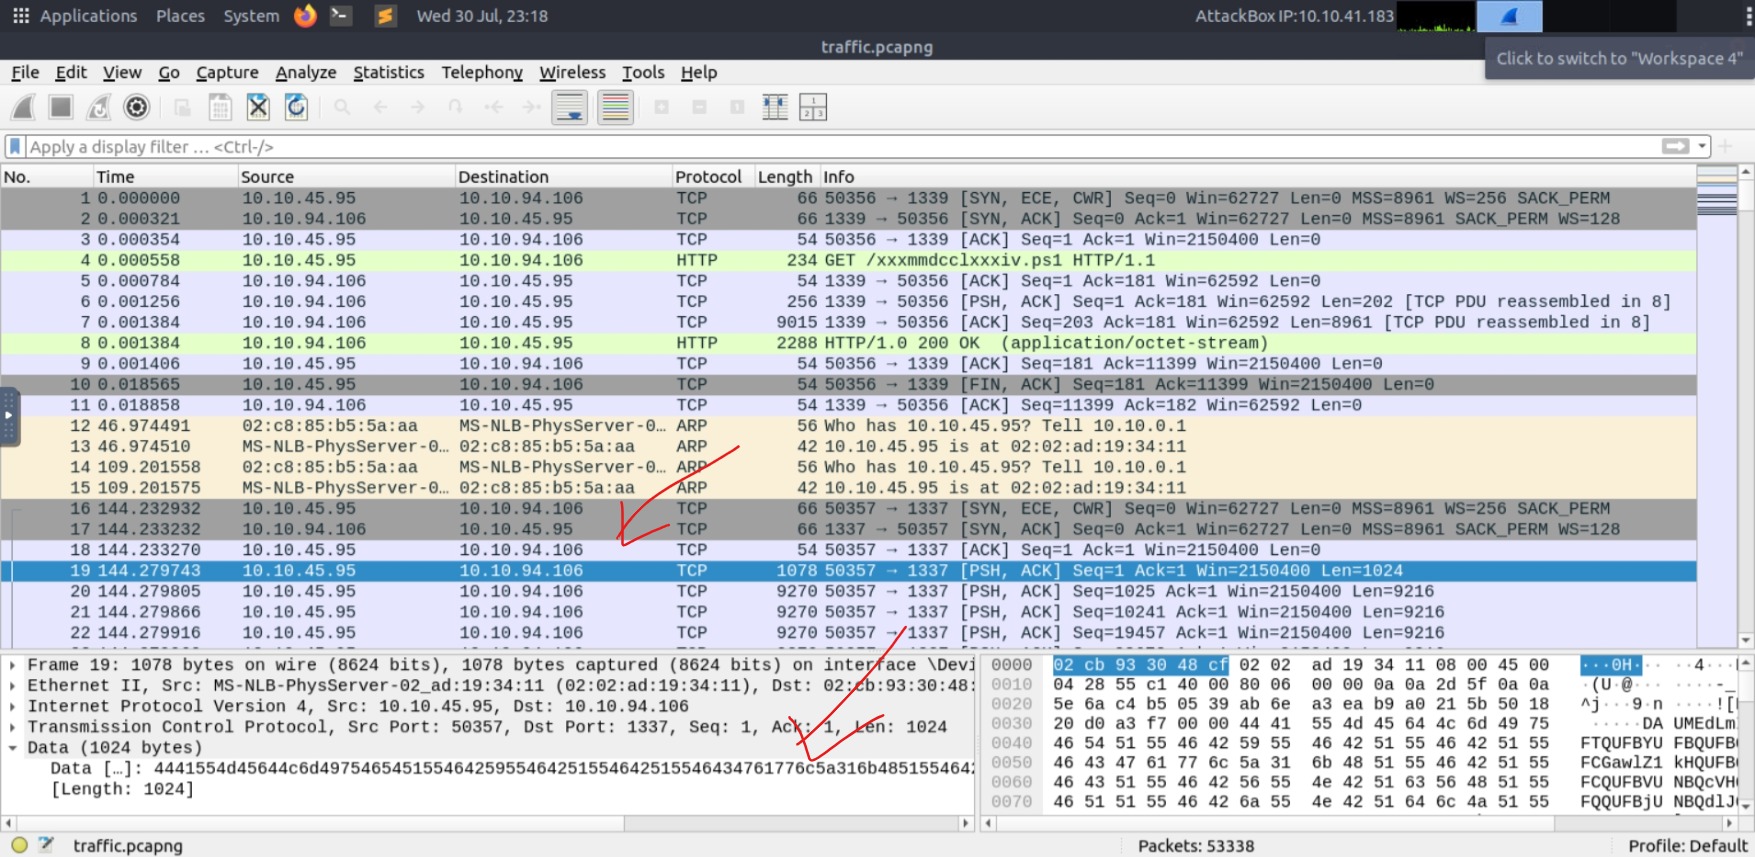 Applications Places System Wed 30 Jul, 23:18 AttackBox IP:10.10.41.183
traffic.pcapng
Click to switch to "Workspace 4"
File Edit View Go Capture Analyze Statistics Telephony Wireless Tools Help
Apply a display filter … <Ctrl-/>
No. Time Source Destination Protocol Length Info
1 0.000000 10.10.45.95 10.10.94.106 TCP 66 50356 → 1339 [SYN, ECE, CWR] Seq=0 Win=62727 Len=0 MSS=8961 WS=256 SACK_PERM
2 0.000321 10.10.94.106 10.10.45.95 TCP 66 1339 → 50356 [SYN, ACK] Seq=0 Ack=1 Win=62727 Len=0 MSS=8961 SACK_PERM WS=128
3 0.000354 10.10.45.95 10.10.94.106 TCP 54 50356 → 1339 [ACK] Seq=1 Ack=1 Win=2150400 Len=0
4 0.000558 10.10.45.95 10.10.94.106 HTTP 234 GET /xxxmmdcclxxxiv.ps1 HTTP/1.1
5 0.000784 10.10.94.106 10.10.45.95 TCP 54 1339 → 50356 [ACK] Seq=1 Ack=181 Win=62592 Len=0
6 0.001256 10.10.94.106 10.10.45.95 TCP 256 1339 → 50356 [PSH, ACK] Seq=1 Ack=181 Win=62592 Len=202 [TCP PDU reassembled in 8]
7 0.001384 10.10.94.106 10.10.45.95 TCP 9015 1339 → 50356 [ACK] Seq=203 Ack=181 Win=62592 Len=8961 [TCP PDU reassembled in 8]
8 0.001384 10.10.94.106 10.10.45.95 HTTP 2288 HTTP/1.0 200 OK (application/octet-stream)
9 0.001406 10.10.45.95 10.10.94.106 TCP 54 50356 → 1339 [ACK] Seq=181 Ack=11399 Win=2150400 Len=0
10 0.018565 10.10.45.95 10.10.94.106 TCP 54 50356 → 1339 [FIN, ACK] Seq=181 Ack=11399 Win=2150400 Len=0
11 0.018858 10.10.94.106 10.10.45.95 TCP 54 1339 → 50356 [ACK] Seq=11399 Ack=182 Win=62592 Len=0
12 46.974491 02:c8:85:b5:5a:aa MS-NLB-PhysServer-0… ARP 56 Who has 10.10.45.95? Tell 10.10.0.1
13 46.974510 MS-NLB-PhysServer-0… 02:c8:85:b5:5a:aa ARP 42 10.10.45.95 is at 02:02:ad:19:34:11
14 109.201558 02:c8:85:b5:5a:aa MS-NLB-PhysServer-0… ARP 56 Who has 10.10.45.95? Tell 10.10.0.1
15 109.201575 MS-NLB-PhysServer-0… 02:c8:85:b5:5a:aa ARP 42 10.10.45.95 is at 02:02:ad:19:34:11
16 144.232932 10.10.45.95 10.10.94.106 TCP 66 50357 → 1337 [SYN, ECE, CWR] Seq=0 Win=62727 Len=0 MSS=8961 WS=256 SACK_PERM
17 144.233232 10.10.94.106 10.10.45.95 TCP 66 1337 → 50357 [SYN, ACK] Seq=0 Ack=1 Win=62727 Len=0 MSS=8961 SACK_PERM WS=128
18 144.233270 10.10.45.95 10.10.94.106 TCP 54 50357 → 1337 [ACK] Seq=1 Ack=1 Win=2150400 Len=0
19 144.279743 10.10.45.95 10.10.94.106 TCP 1078 50357 → 1337 [PSH, ACK] Seq=1 Ack=1 Win=2150400 Len=1024
20 144.279805 10.10.45.95 10.10.94.106 TCP 9270 50357 → 1337 [PSH, ACK] Seq=1025 Ack=1 Win=2150400 Len=9216
21 144.279866 10.10.45.95 10.10.94.106 TCP 9270 50357 → 1337 [PSH, ACK] Seq=10241 Ack=1 Win=2150400 Len=9216
22 144.279916 10.10.45.95 10.10.94.106 TCP 9270 50357 → 1337 [PSH, ACK] Seq=19457 Ack=1 Win=2150400 Len=9216
Frame 19: 1078 bytes on wire (8624 bits), 1078 bytes captured (8624 bits) on interface \Devi
Ethernet II, Src: MS-NLB-PhysServer-02_ad:19:34:11 (02:02:ad:19:34:11), Dst: 02:cb:93:30:48:
Internet Protocol Version 4, Src: 10.10.45.95, Dst: 10.10.94.106
Transmission Control Protocol, Src Port: 50357, Dst Port: 1337, Seq: 1, Ack: 1, Len: 1024
Data (1024 bytes)
Data […]: 4441554d45644c6d49754654515546425955464251554642515546434761776c5a316b4851554642
[Length: 1024]
0000 02 cb 93 30 48 cf 02 02 ad 19 34 11 08 00 45 00 ···0H· ·· ··4···
0010 04 28 55 c1 40 00 80 06 00 00 0a 0a 2d 5f 0a 0a ·(U·@··· ····-_
0020 5e 6a c4 b5 05 39 ab 6e a3 ea b9 a0 21 5b 50 18 ^j···9·n ····![
0030 20 d0 a3 f7 00 00 44 41 55 4d 45 64 4c 6d 49 75 ·····DA UMEdLm
0040 46 54 51 55 46 42 59 55 46 42 51 55 46 42 51 55 FTQUFBYU FBQUFB
0050 46 43 47 61 77 6c 5a 31 6b 48 51 55 46 42 51 55 FCGawlZ1 kHQUFB
0060 46 43 51 55 46 42 56 55 4e 42 51 63 56 48 51 55 FCQUFBVU NBQcVH
0070 46 51 51 55 46 42 6a 55 4e 42 51 64 6c 4a 51 55 FQQUFBjU NBQdlJ
traffic.pcapng Packets: 53338 Profile: Default